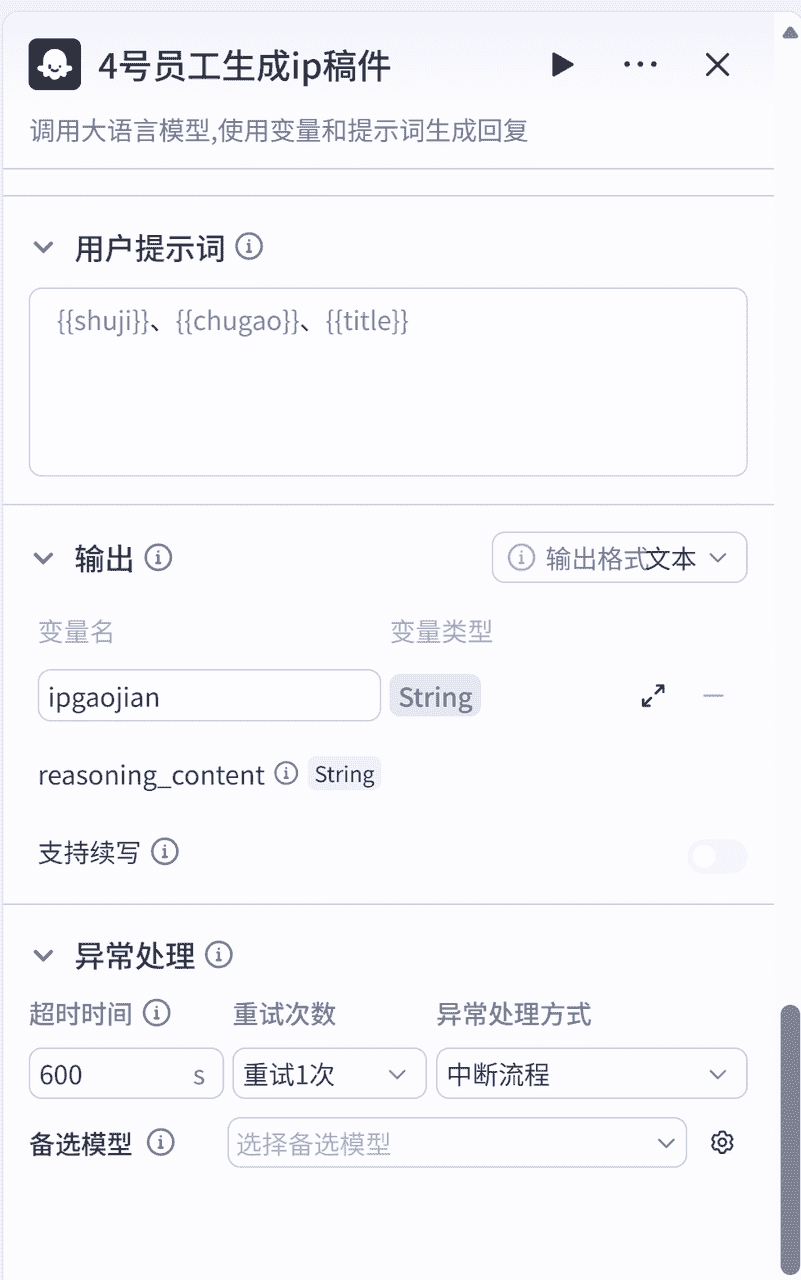 4号员工生成ip稿件
调用大语言模型,使用变量和提示词生成回复
用户提示词
{{shuji}}、{{chugao}}、{{title}}
输出
输出格式文本
变量名 变量类型
ipgaojian String
reasoning_content String
支持续写
异常处理
超时时间 重试次数 异常处理方式
600 s 重试1次 中断流程
备选模型 选择备选模型